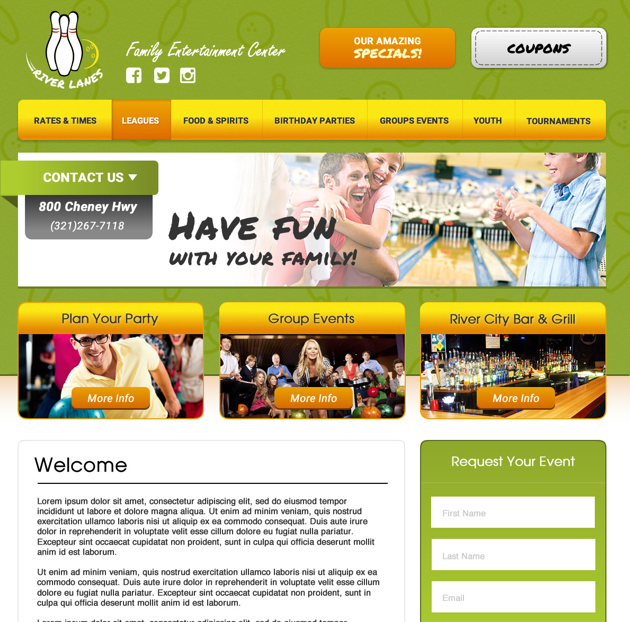 RIVER LANES
Family Entertainment Center
OUR AMAZING
SPECIALS!
COUPONS
RATES & TIMES
LEAGUES
FOOD & SPIRITS
BIRTHDAY PARTIES
GROUPS EVENTS
YOUTH
TOURNAMENTS
CONTACT US
800 Cheney Hwy
(321)267-7118
HAVE FUN
WITH YOUR FAMILY!
Plan Your Party
More Info
Group Events
More Info
River City Bar & Grill
More Info
Welcome
Lorem ipsum dolor sit amet, consectetur adipiscing elit, sed do eiusmod tempor
incididunt ut labore et dolore magna aliqua. Ut enim ad minim veniam, quis nostrud
exercitation ullamco laboris nisi ut aliquip ex ea commodo consequat. Duis aute irure
dolor in reprehenderit in voluptate velit esse cillum dolore eu fugiat nulla pariatur.
Excepteur sint occaecat cupidatat non proident, sunt in culpa qui officia deserunt mollit
anim id est laborum.
Ut enim ad minim veniam, quis nostrud exercitation ullamco laboris nisi ut aliquip ex ea
commodo consequat. Duis aute irure dolor in reprehenderit in voluptate velit esse cillum
dolore eu fugiat nulla pariatur. Excepteur sint occaecat cupidatat non proident, sunt in
culpa qui officia deserunt mollit anim id est laborum.
Request Your Event
First Name
Last Name
Email